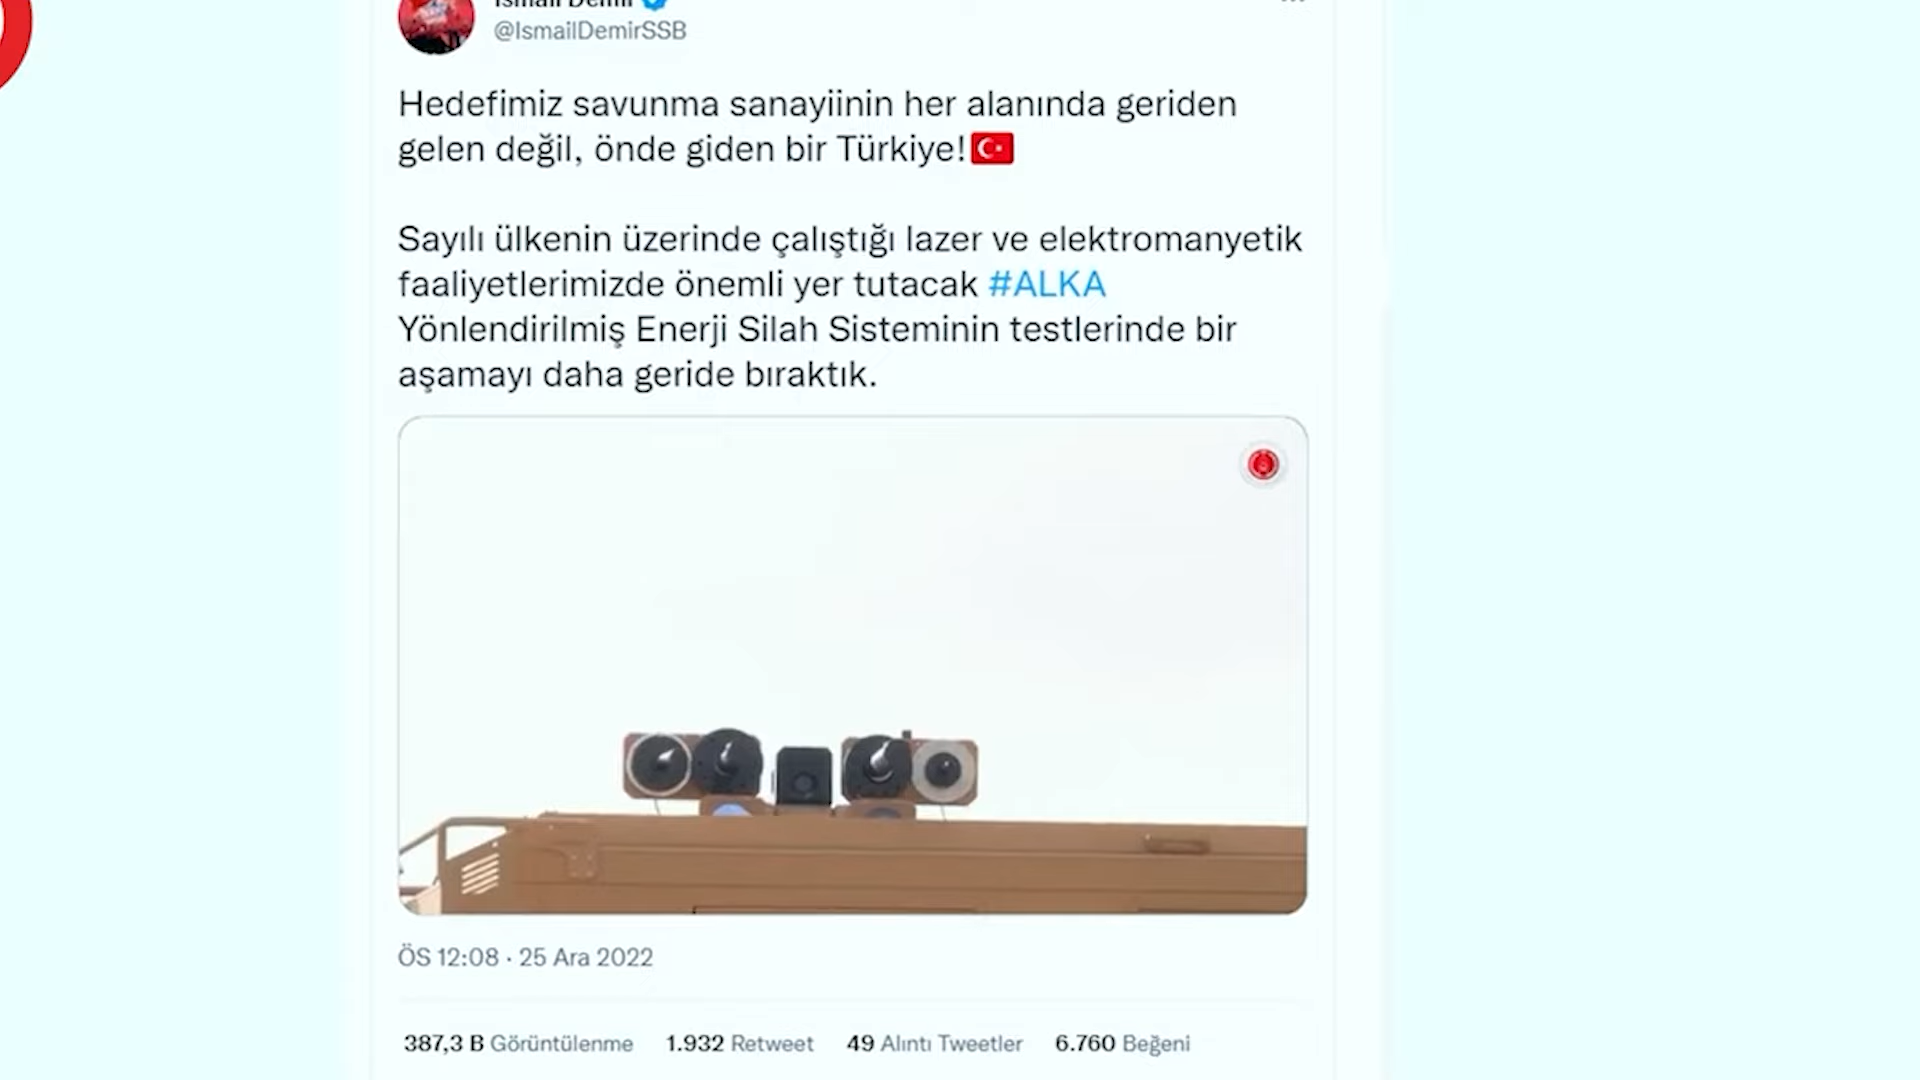 İsmail Demir
@IsmailDemirSSB
Hedefimiz savunma sanayiinin her alanında geriden
gelen değil, önde giden bir Türkiye!🇹🇷
Sayılı ülkenin üzerinde çalıştığı lazer ve elektromanyetik
faaliyetlerimizde önemli yer tutacak #ALKA
Yönlendirilmiş Enerji Silah Sisteminin testlerinde bir
aşamayı daha geride bıraktık.
ÖS 12:08 · 25 Ara 2022
387,3 B Görüntülenme 1.932 Retweet 49 Alıntı Tweetler 6.760 Beğeni